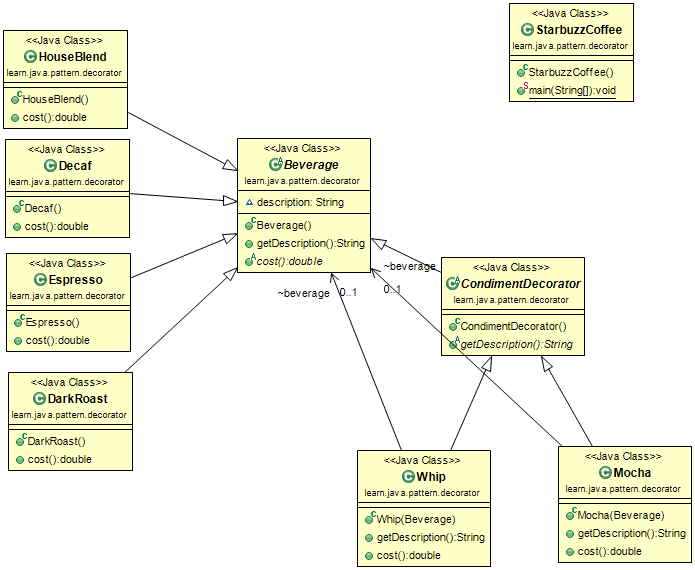 <<Java Class>>
HouseBlend
learn.java.pattern.decorator
HouseBlend()
cost():double
<<Java Class>>
StarbuzzCoffee
learn.java.pattern.decorator
StarbuzzCoffee()
main(String[]):void
<<Java Class>>
Decaf
learn.java.pattern.decorator
Decaf()
cost():double
<<Java Class>>
Beverage
learn.java.pattern.decorator
description: String
Beverage()
getDescription():String
cost():double
<<Java Class>>
Espresso
learn.java.pattern.decorator
Espresso()
cost():double
~beverage 0..1
~beverage
0..1
<<Java Class>>
CondimentDecorator
learn.java.pattern.decorator
CondimentDecorator()
getDescription():String
<<Java Class>>
DarkRoast
learn.java.pattern.decorator
DarkRoast()
cost():double
<<Java Class>>
Whip
learn.java.pattern.decorator
Whip(Beverage)
getDescription():String
cost():double
<<Java Class>>
Mocha
learn.java.pattern.decorator
Mocha(Beverage)
getDescription():String
cost():double